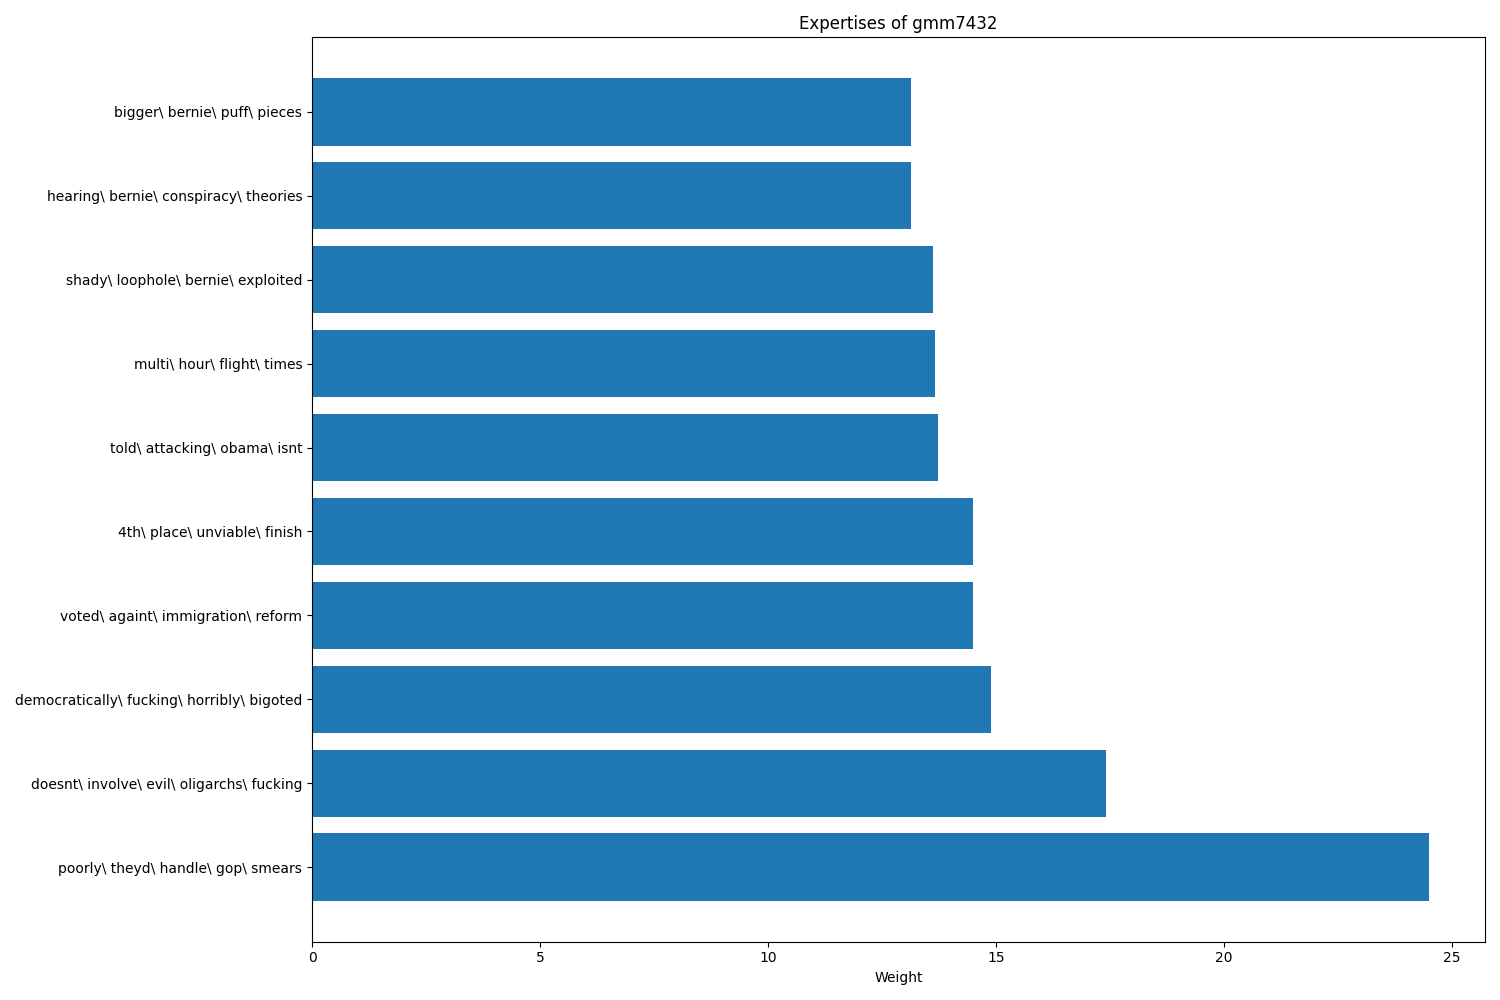 Expertises of gmm7432
bigger\ bernie\ puff\ pieces
hearing\ bernie\ conspiracy\ theories
shady\ loophole\ bernie\ exploited
multi\ hour\ flight\ times
told\ attacking\ obama\ isnt
4th\ place\ unviable\ finish
voted\ againt\ immigration\ reform
democratically\ fucking\ horribly\ bigoted
doesnt\ involve\ evil\ oligarchs\ fucking
poorly\ theyd\ handle\ gop\ smears
0 5 10 15 20 25
Weight